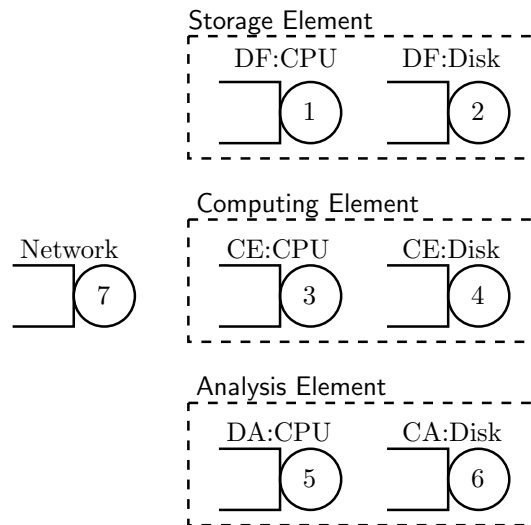 Storage Element
DF:CPU DF:Disk
1 2
Computing Element
Network CE:CPU CE:Disk
7 3 4
Analysis Element
DA:CPU CA:Disk
5 6